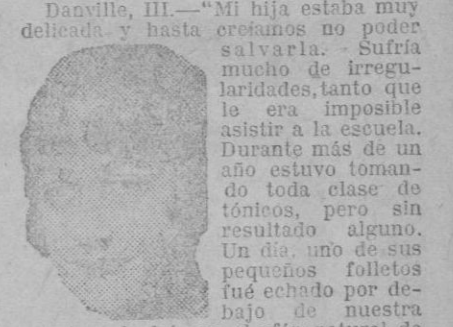 Danville, Ill.—“Mi hija estaba muy
delicada y hasta creíamos no poder
salvarla. Sufría
mucho de irregu-
laridades, tanto que
le era imposible
asistir a la escuela.
Durante más de un
año estuvo toman-
do toda clase de
tónicos, pero sin
resultado alguno.
Un día, uno de sus
pequeños folletos
fué echado por de-
bajo de nuestra